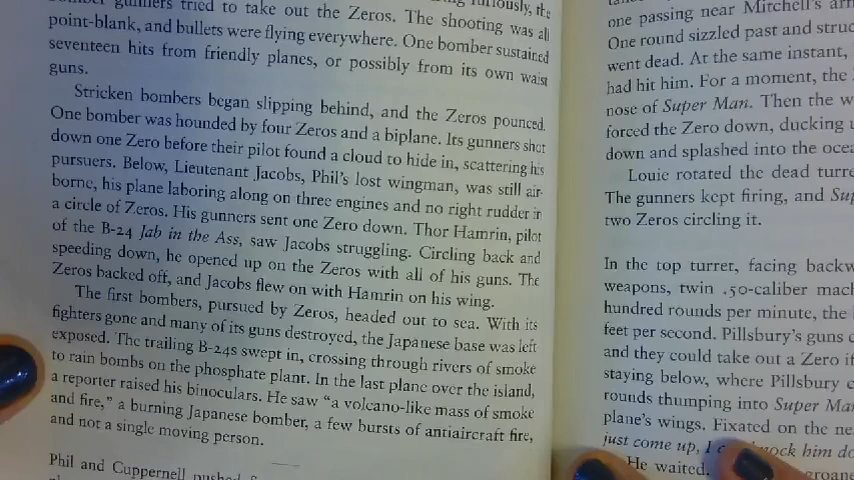 gunners tried to take out the Zeros. The shooting was all
point-blank, and bullets were flying everywhere. One bomber sustained
seventeen hits from friendly planes, or possibly from its own waist
guns.
Stricken bombers began slipping behind, and the Zeros pounced.
One bomber was hounded by four Zeros and a biplane. Its gunners shot
down one Zero before their pilot found a cloud to hide in, scattering his
pursuers. Below, Lieutenant Jacobs, Phil's lost wingman, was still air-
borne, his plane laboring along on three engines and no right rudder in
a circle of Zeros. His gunners sent one Zero down. Thor Hamrin, pilot
of the B-24 Jab in the Ass, saw Jacobs struggling. Circling back and
speeding down, he opened up on the Zeros with all of his guns. The
Zeros backed off, and Jacobs flew on with Hamrin on his wing.
The first bombers, pursued by Zeros, headed out to sea. With its
fighters gone and many of its guns destroyed, the Japanese base was left
exposed. The trailing B-24s swept in, crossing through rivers of smoke
to rain bombs on the phosphate plant. In the last plane over the island,
a reporter raised his binoculars. He saw "a volcano-like mass of smoke
and fire," a burning Japanese bomber, a few bursts of antiaircraft fire,
and not a single moving person.
Phil and Cuppernell pushed
one passing near Mitchell's
One round sizzled past and
went dead. At the same instant,
had hit him. For a moment, the
nose of Super Man. Then the
forced the Zero down, ducking
down and splashed into the
Louie rotated the dead
The gunners kept firing, and
two Zeros circling it.
In the top turret, facing
weapons, twin .50-caliber
hundred rounds per minute, the
feet per second. Pillsbury's guns
and they could take out a Zero
staying below, where Pillsbury
rounds thumping into Super
plane's wings. Fixated on the
just come up, I him
He waited.